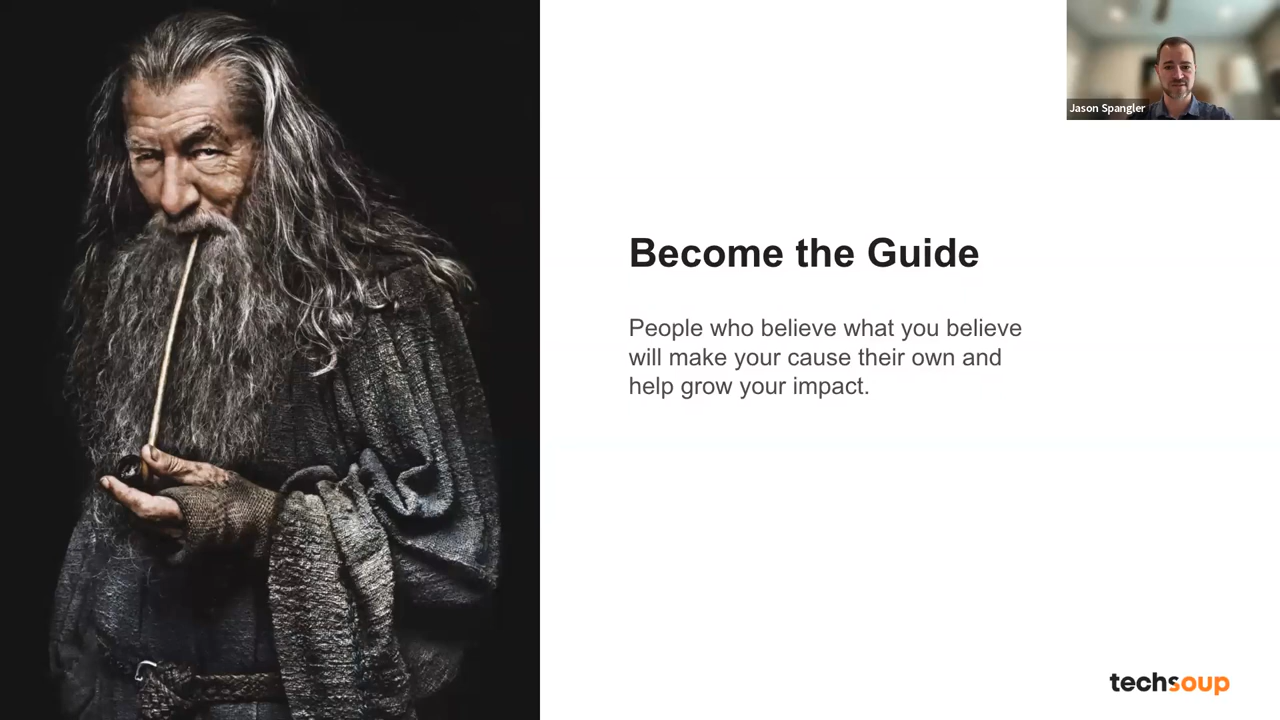 Jason Spangler
Become the Guide
People who believe what you believe
will make your cause their own and
help grow your impact.
techsoup